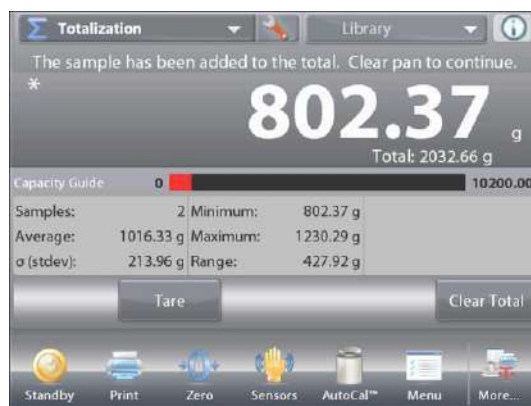 Σ Totalization Library i
The sample has been added to the total. Clear pan to continue.
*
802.37 g
Total: 2032.66 g
Capacity Guide 0 10200.00
Samples: 2 Minimum: 802.37 g
Average: 1016.33 g Maximum: 1230.29 g
σ (stdev): 213.96 g Range: 427.92 g
Tare Clear Total
Standby Print Zero Sensors AutoCal™ Menu More...